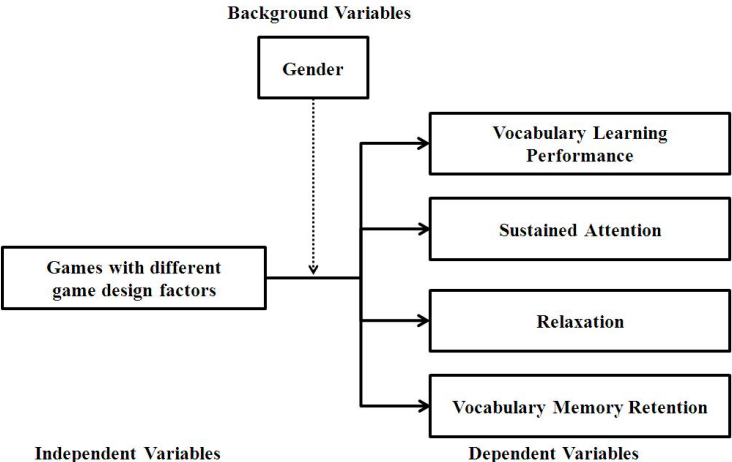 Background Variables
Gender
Vocabulary Learning
Performance
Sustained Attention
Games with different
game design factors
Relaxation
Vocabulary Memory Retention
Independent Variables
Dependent Variables